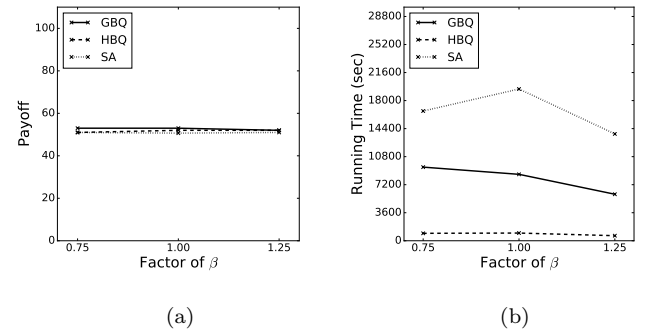 GBQ
HBQ
SA
100
80
60
40
20
0
Payoff
0.75 1.00 1.25
Factor of β
(a)
GBQ
HBQ
SA
28800
25200
21600
18000
14400
10800
7200
3600
0
Running Time (sec)
0.75 1.00 1.25
Factor of β
(b)